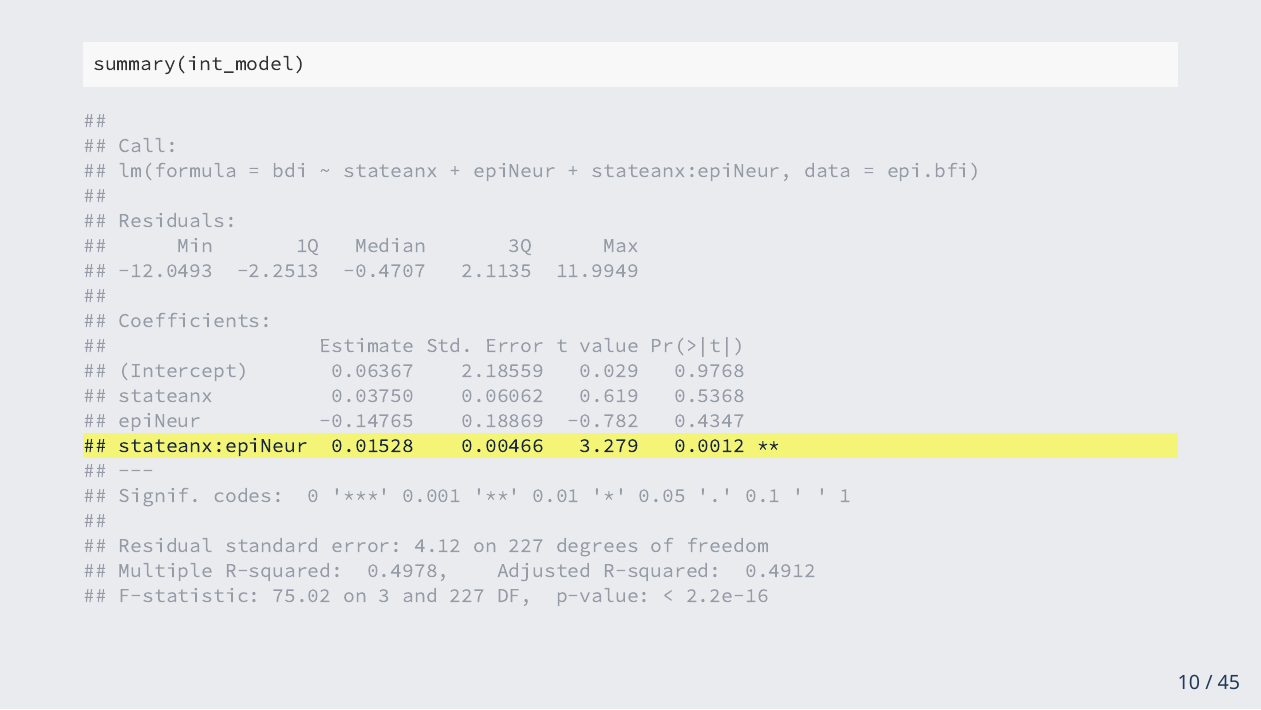 summary(int_model)
##
## Call:
## lm(formula = bdi ~ stateanx + epiNeur + stateanx:epiNeur, data = epi.bfi)
##
## Residuals:
##      Min       1Q   Median       3Q      Max
## -12.0493  -2.2513  -0.4707   2.1135  11.9949
##
## Coefficients:
##                  Estimate Std. Error t value Pr(>|t|)
## (Intercept)       0.06367    2.18559   0.029   0.9768
## stateanx          0.03750    0.06062   0.619   0.5368
## epiNeur          -0.14765    0.18869  -0.782   0.4347
## stateanx:epiNeur  0.01528    0.00466   3.279   0.0012 **
## ---
## Signif. codes:  0 '***' 0.001 '**' 0.01 '*' 0.05 '.' 0.1 ' ' 1
##
## Residual standard error: 4.12 on 227 degrees of freedom
## Multiple R-squared:  0.4978,    Adjusted R-squared:  0.4912
## F-statistic: 75.02 on 3 and 227 DF,  p-value: < 2.2e-16
10 / 45